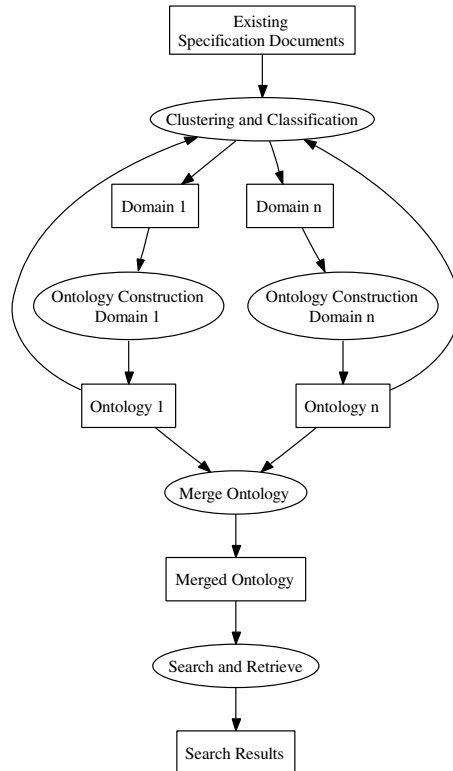 Existing
Specification Documents
Clustering and Classification
Domain 1
Domain n
Ontology Construction
Domain 1
Ontology Construction
Domain n
Ontology 1
Ontology n
Merge Ontology
Merged Ontology
Search and Retrieve
Search Results